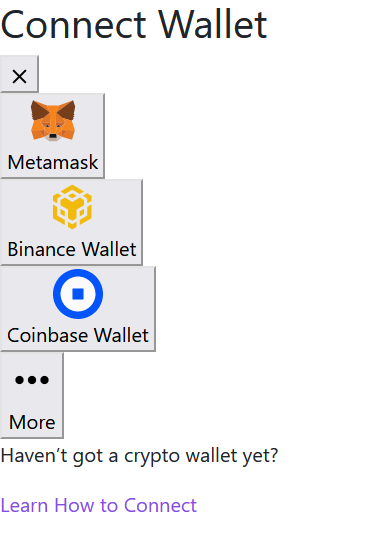 Connect Wallet
Metamask
Binance Wallet
Coinbase Wallet
More
Haven’t got a crypto wallet yet?
Learn How to Connect